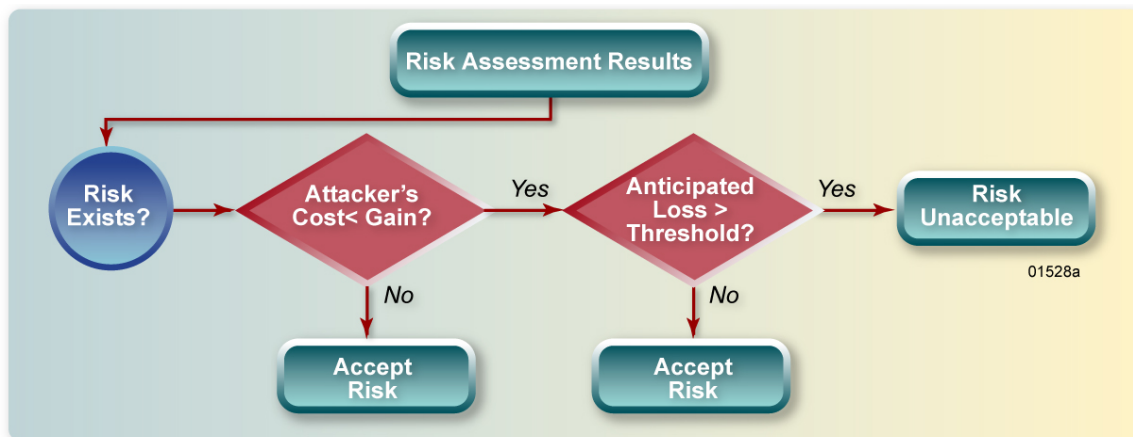 Risk Assessment Results
Risk
Exists?
Attacker's
Cost< Gain?
Yes
Anticipated
Loss >
Threshold?
Yes
Risk
Unacceptable
01528a
No
No
Accept
Risk
Accept
Risk